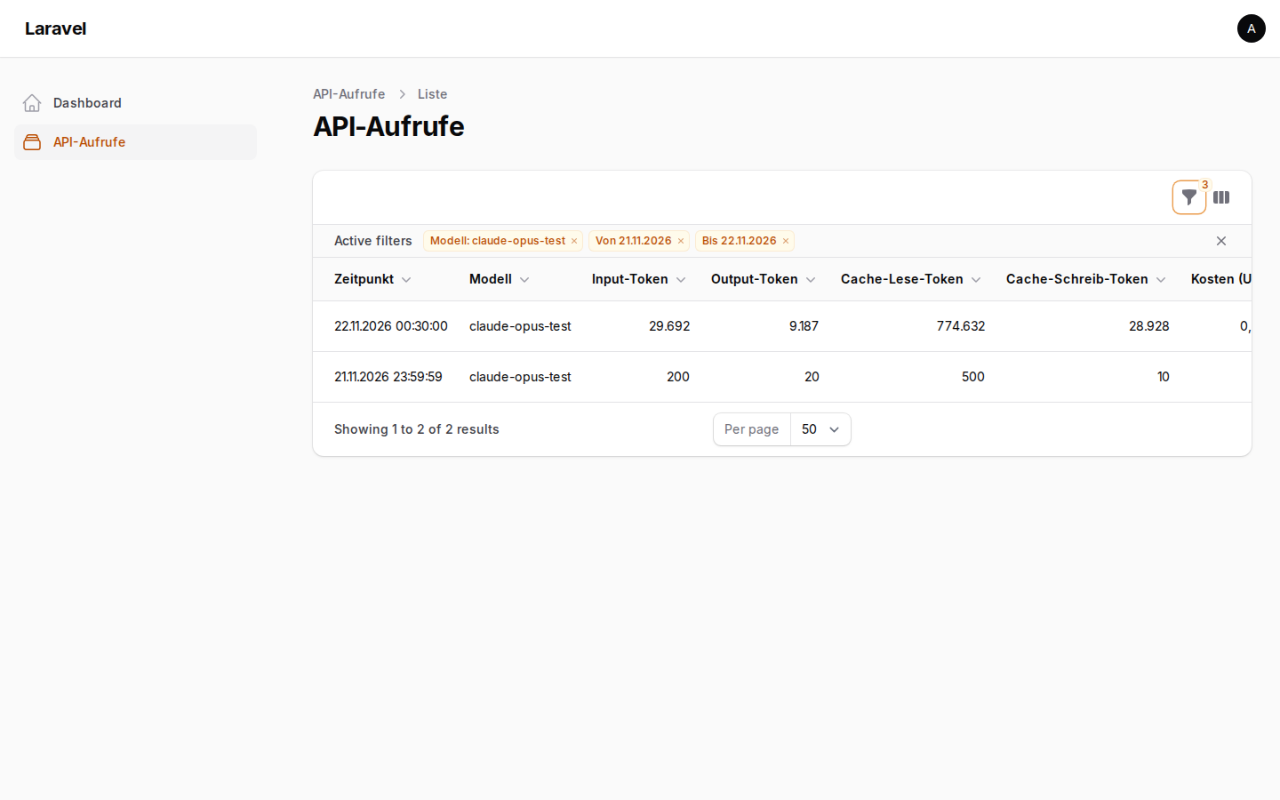 Laravel
A
Dashboard
API-Aufrufe
API-Aufrufe Liste
API-Aufrufe
3
Active filters Modell: claude-opus-test × Von 21.11.2026 × Bis 22.11.2026 ×
Zeitpunkt Modell Input-Token Output-Token Cache-Lese-Token Cache-Schreib-Token Kosten (U
22.11.2026 00:30:00 claude-opus-test 29.692 9.187 774.632 28.928 0,
21.11.2026 23:59:59 claude-opus-test 200 20 500 10
Showing 1 to 2 of 2 results Per page 50